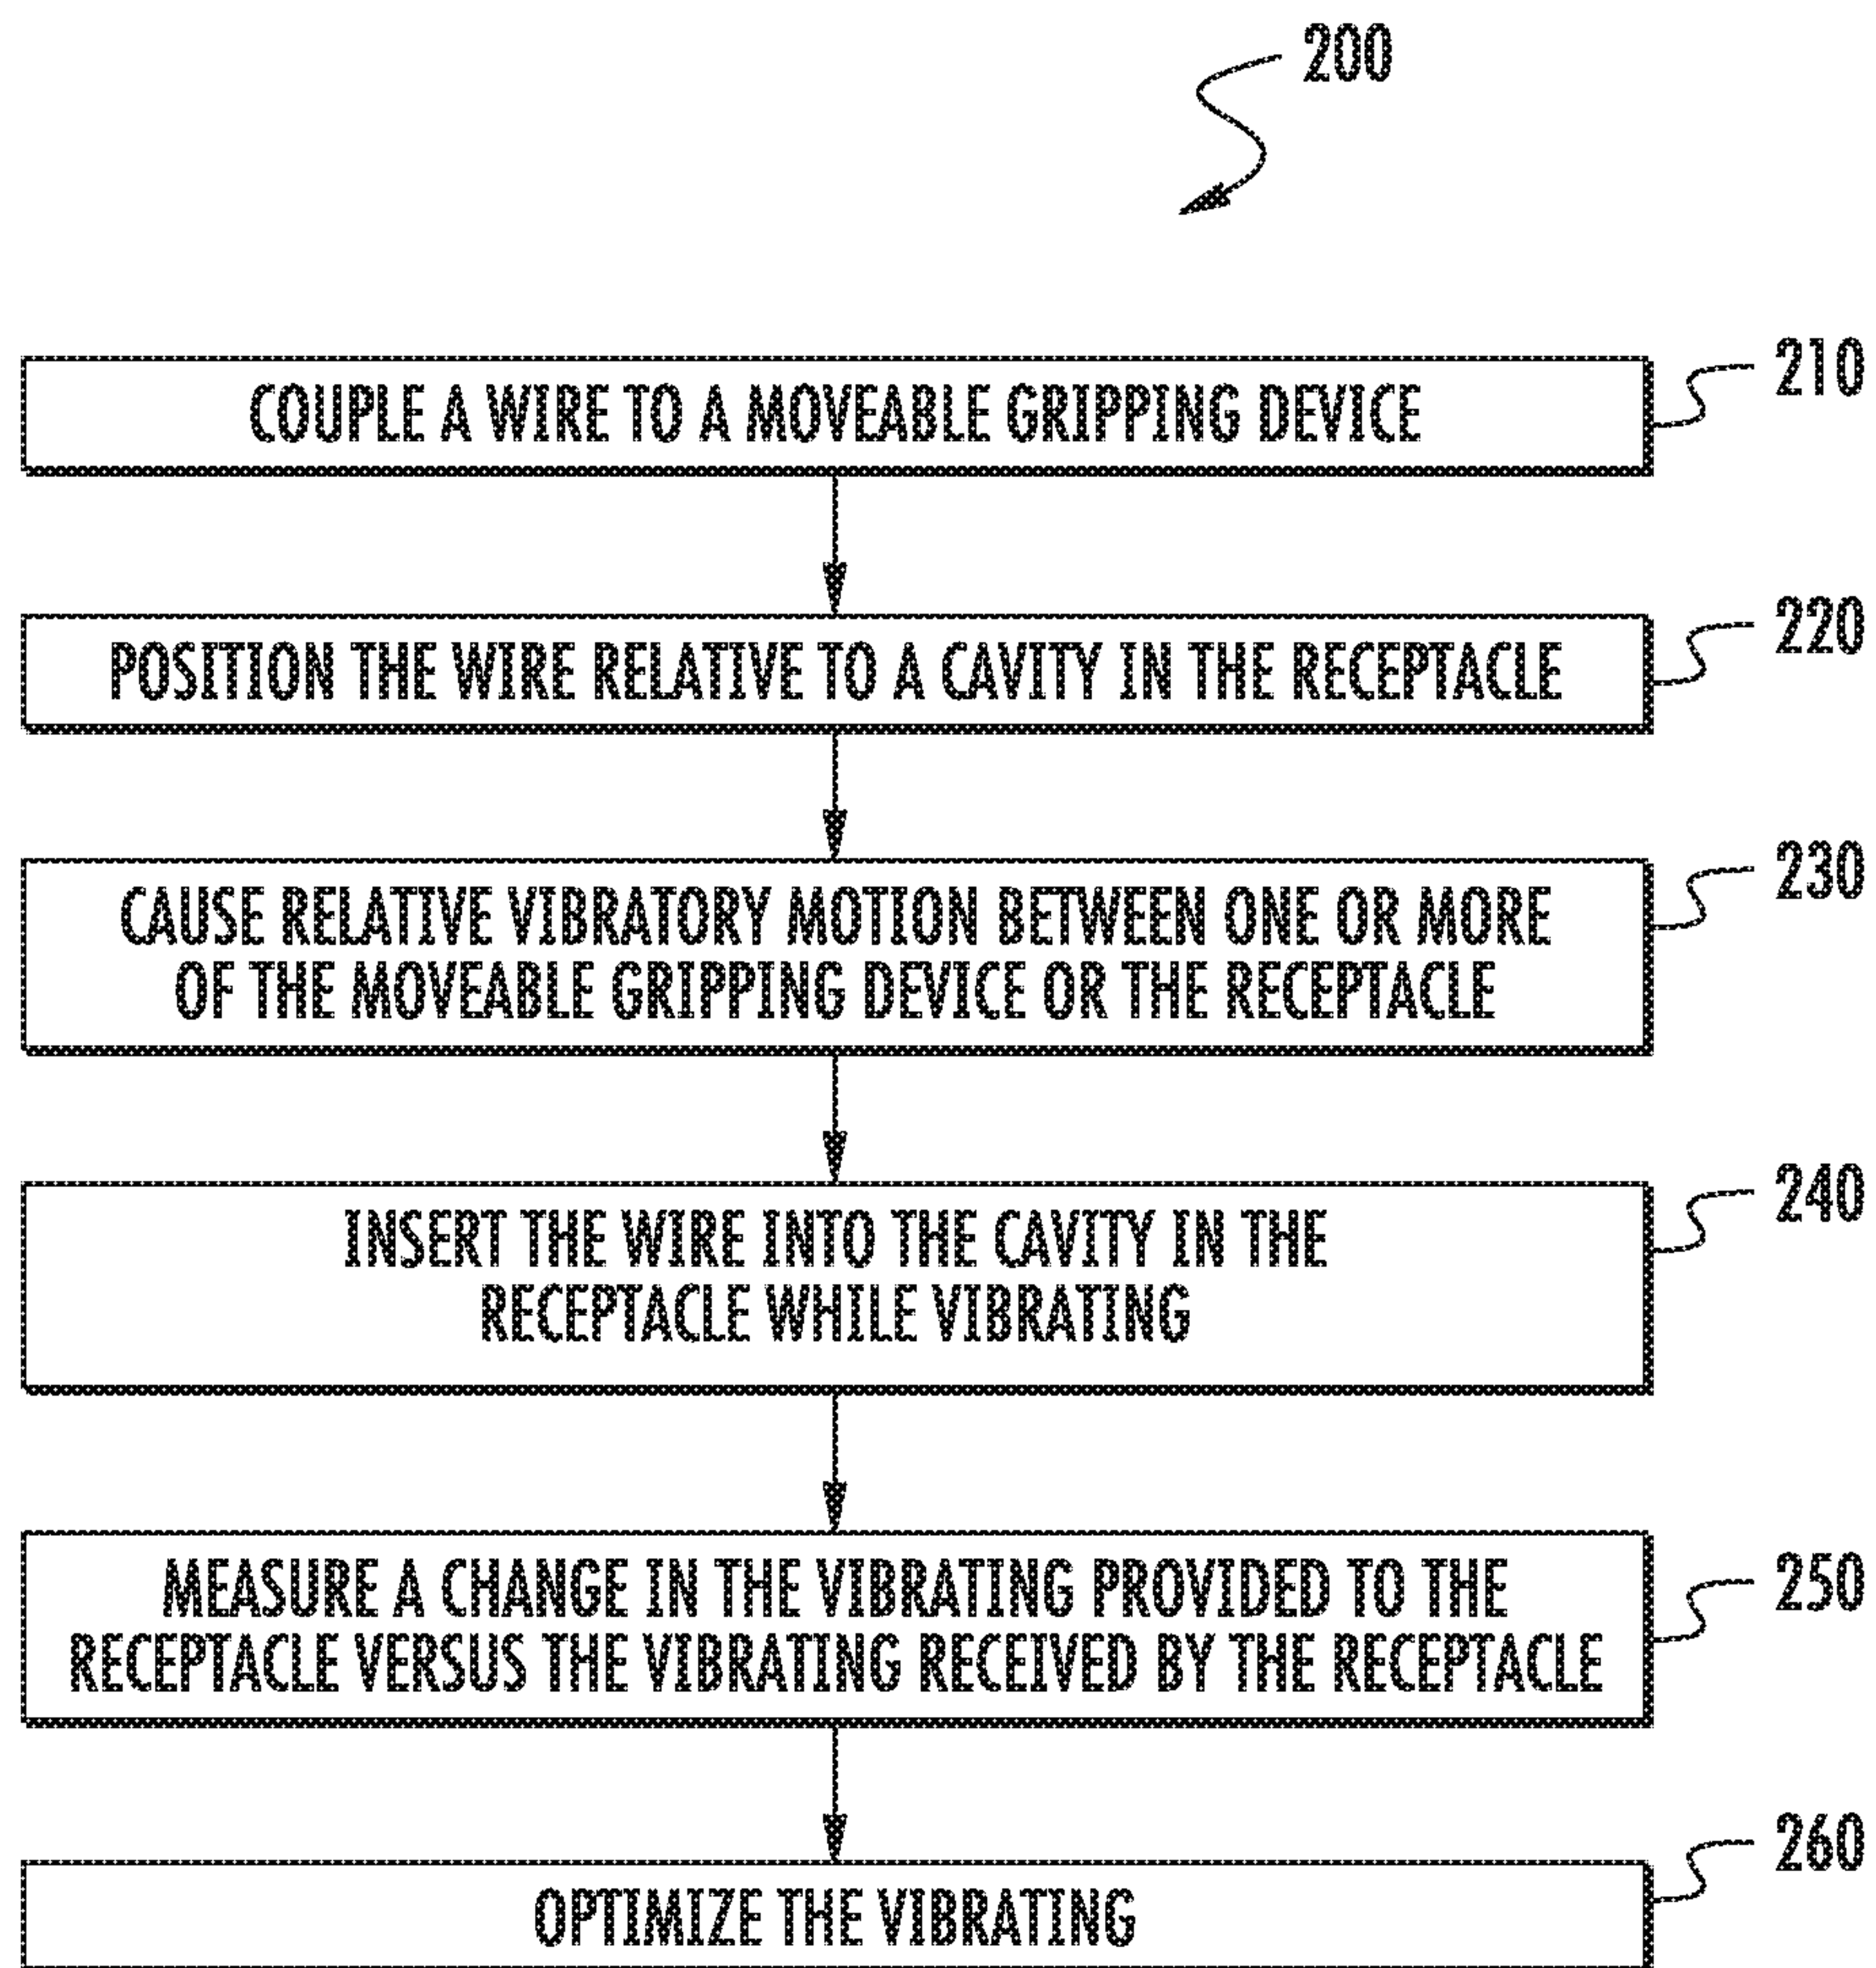 200
COUPLE A WIRE TO A MOVEABLE GRIPPING DEVICE
210
POSITION THE WIRE RELATIVE TO A CAVITY IN THE RECEPTACLE
220
CAUSE RELATIVE VIBRATORY MOTION BETWEEN ONE OR MORE
OF THE MOVEABLE GRIPPING DEVICE OR THE RECEPTACLE
230
INSERT THE WIRE INTO THE CAVITY IN THE
RECEPTACLE WHILE VIBRATING
240
MEASURE A CHANGE IN THE VIBRATING PROVIDED TO THE
RECEPTACLE VERSUS THE VIBRATING RECEIVED BY THE RECEPTACLE
250
OPTIMIZE THE VIBRATING
260